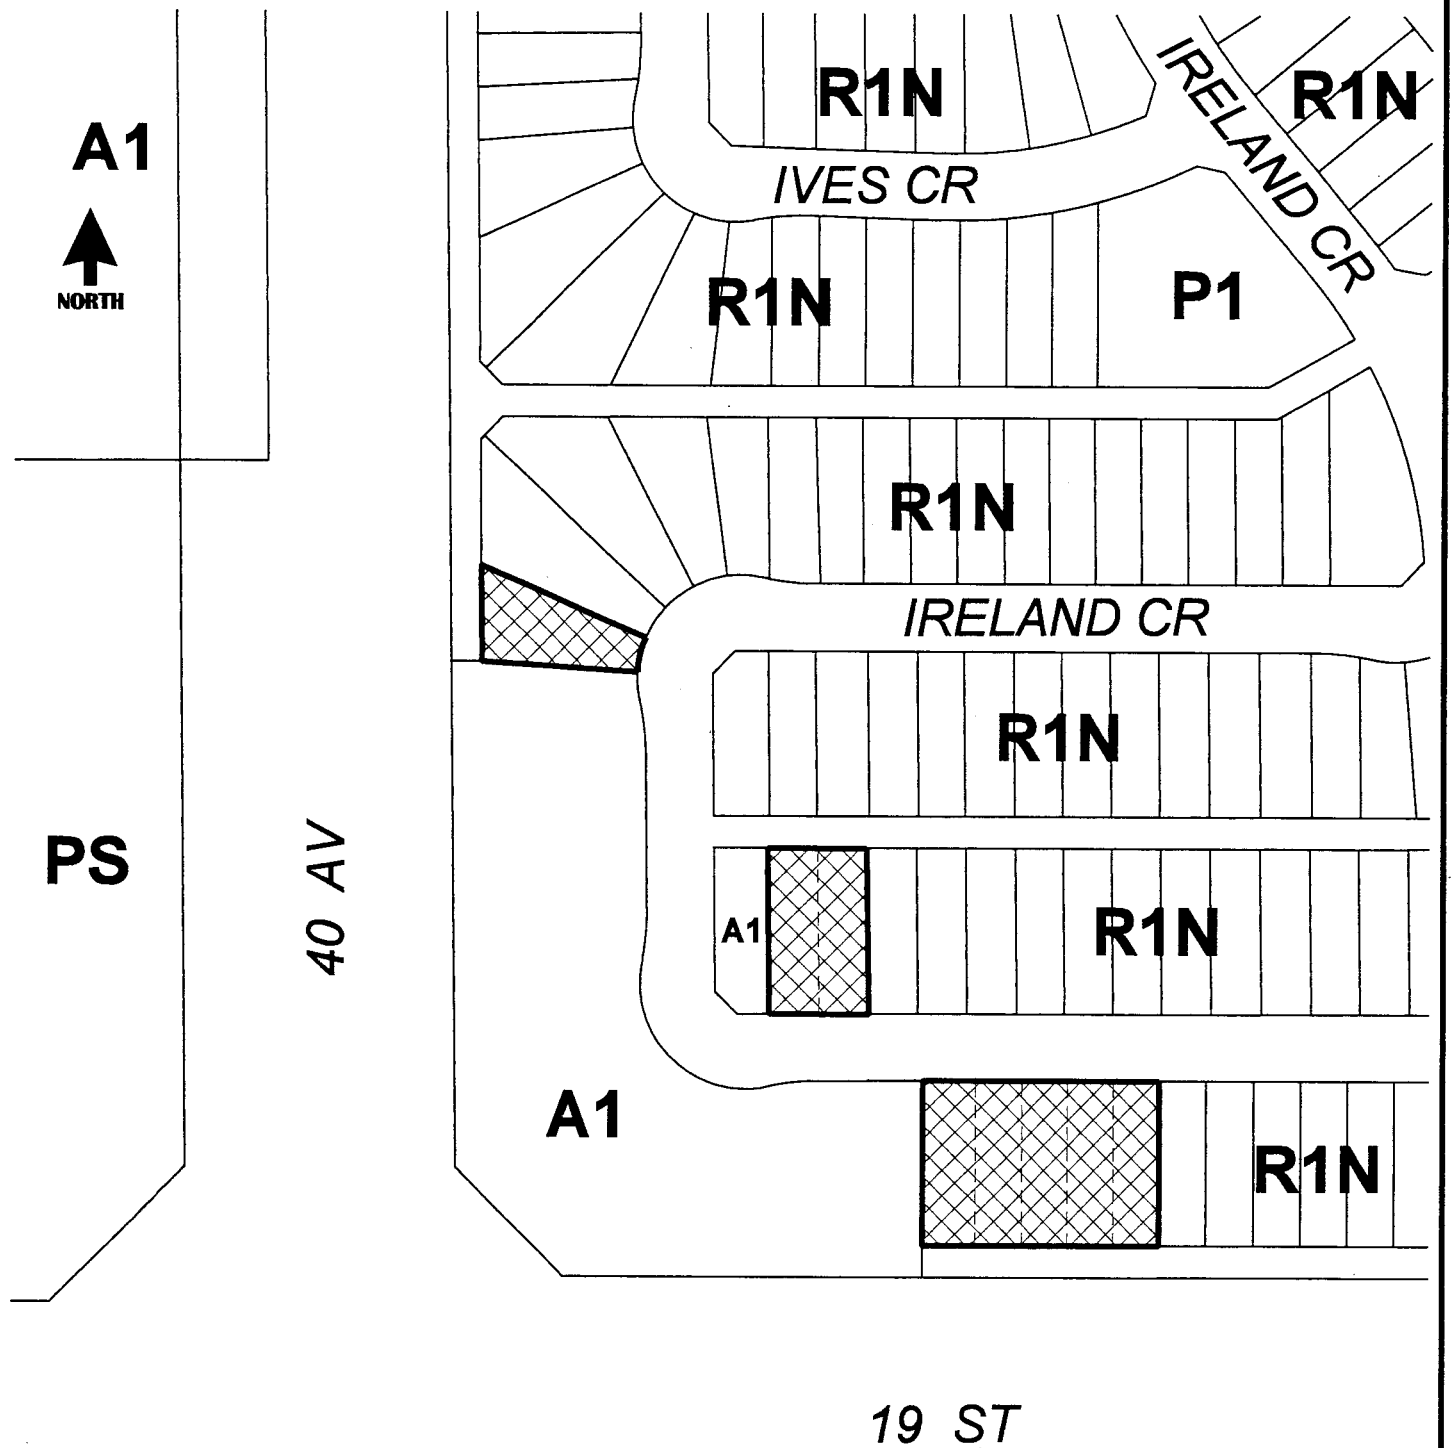 R1N
R1N
A1
IRELAND CR
IVES CR
NORTH
R1N
P1
R1N
IRELAND CR
R1N
PS
40 AV
A1
R1N
A1
R1N
19 ST